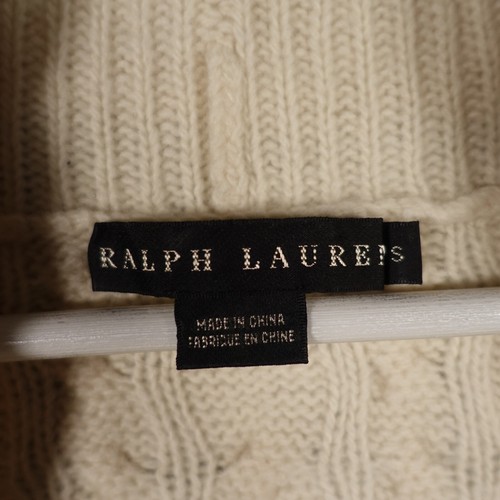 RALPH LAUREN
S
MADE IN CHINA
FABRIQUE EN CHINE